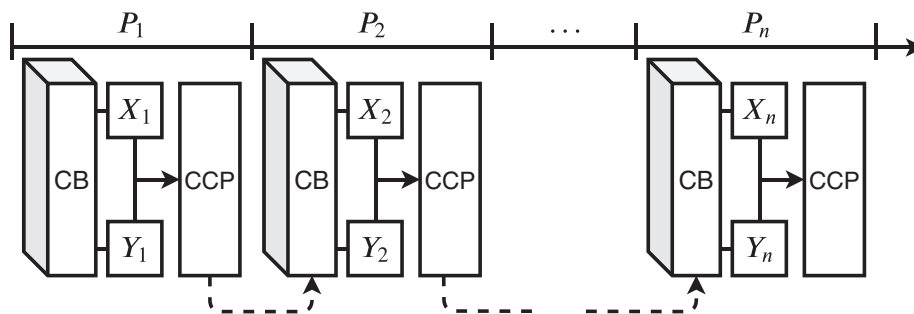 P₁ P₂ ... Pₙ
X₁ X₂ Xₙ
CB CCP CB CCP CB CCP
Y₁ Y₂ Yₙ